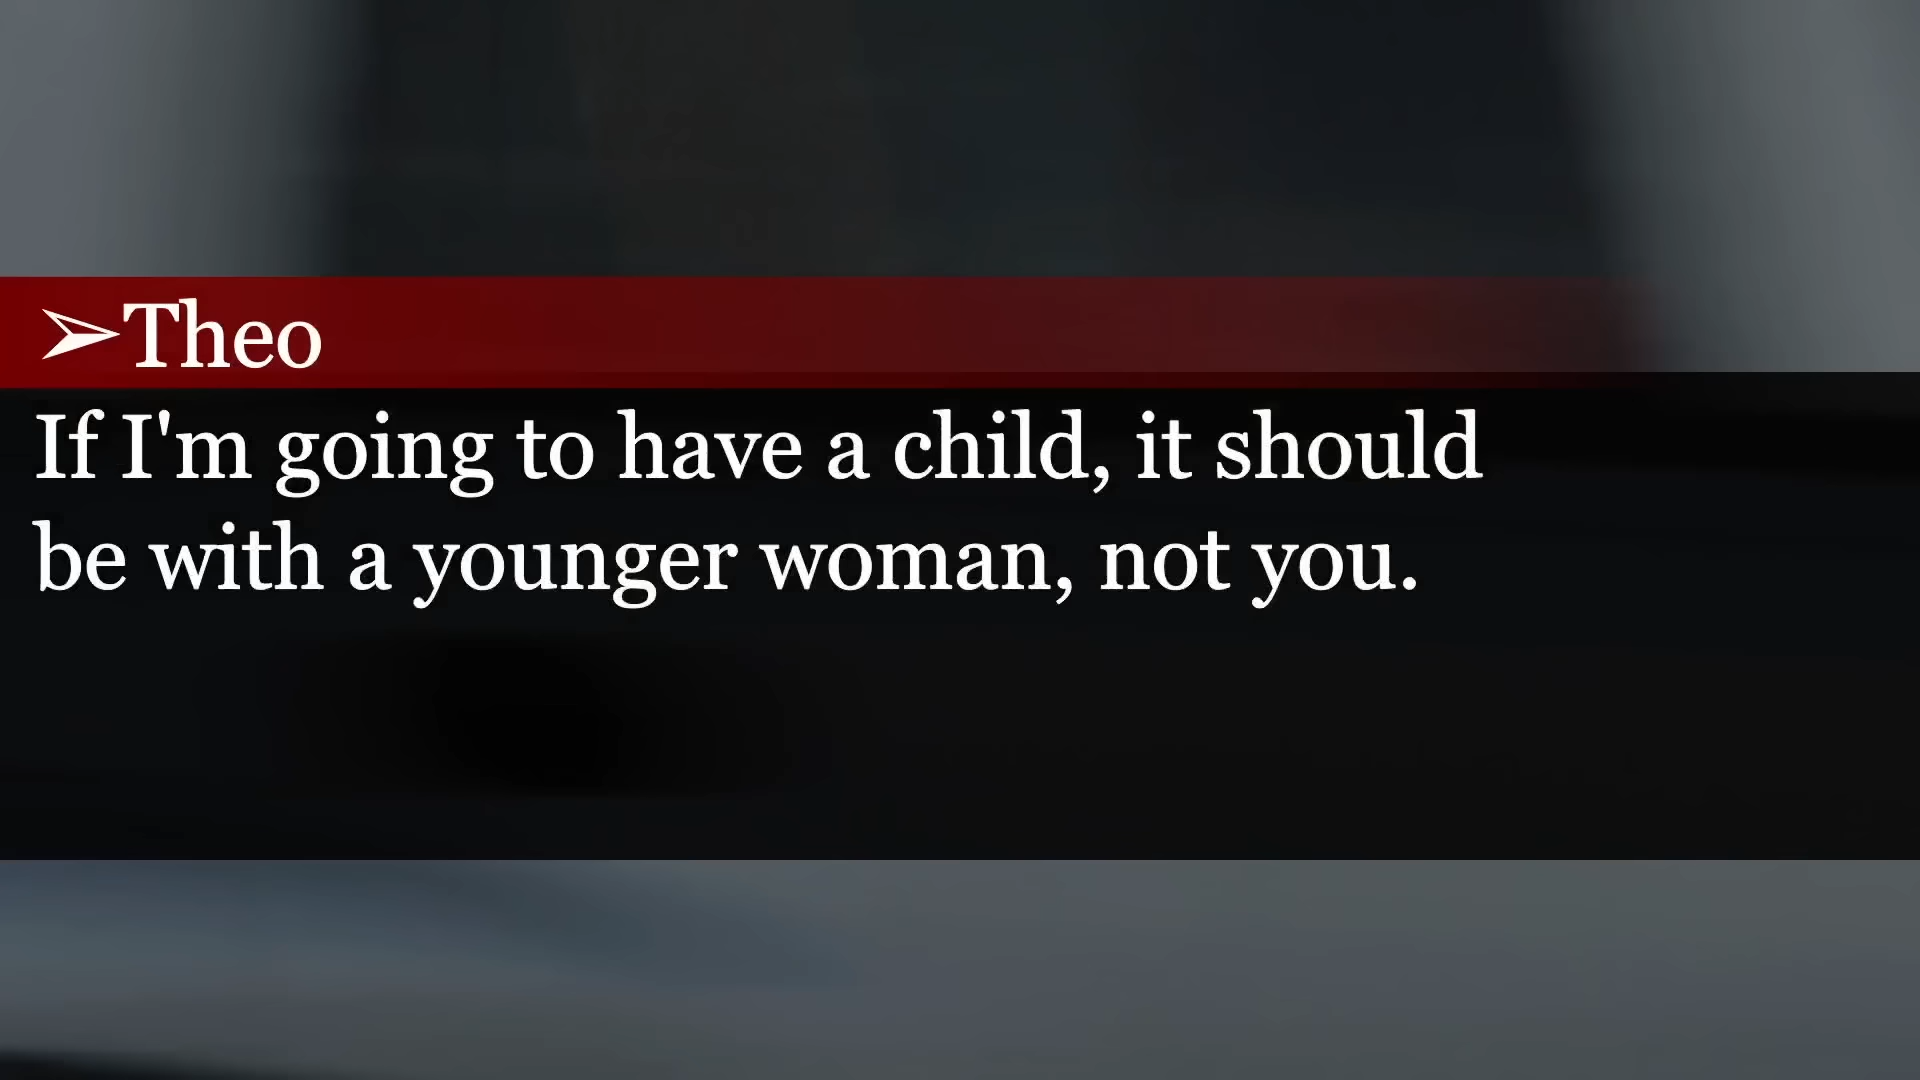 ➢Theo
If I'm going to have a child, it should
be with a younger woman, not you.